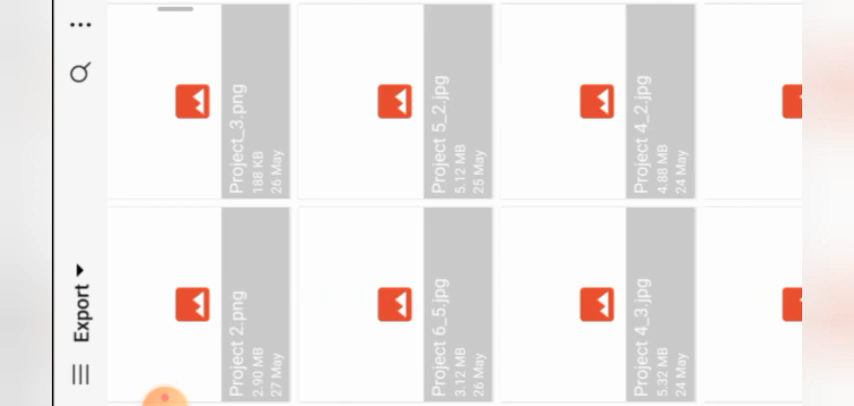 Export
Project 2.png
2.90 MB
27 May
Project_3.png
188 KB
26 May
Project 6_5.jpg
3.12 MB
26 May
Project 5_2.jpg
5.12 MB
25 May
Project 4_3.jpg
5.32 MB
24 May
Project 4_2.jpg
4.88 MB
24 May